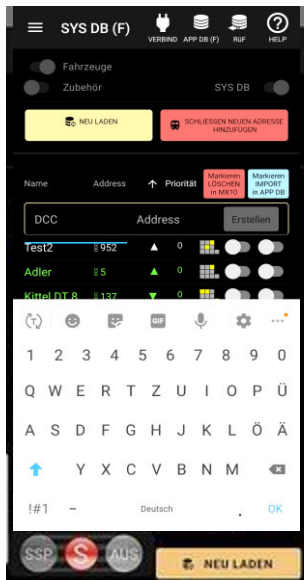 SYS DB (F)
VERBIND APP DB (F) RüF HELP
Fahrzeuge
Zubehör SYS DB
NEU LADEN
SCHLIESSEN NEUEN ADRESSE
HINZUFÜGEN
Name Address Priorität
Markieren
LÖSCHEN
in MX10
Markieren
IMPORT
in APP DB
DCC Address Erstellen
Test2 952 0
Adler 5 0
Kittel DT 8 137 0
GIF
1 2 3 4 5 6 7 8 9 0
Q W E R T Z U I O P Ü
A S D F G H J K L Ö Ä
Y X C V B N M
!#1 - Deutsch . OK
SSP S AUS NEU LADEN